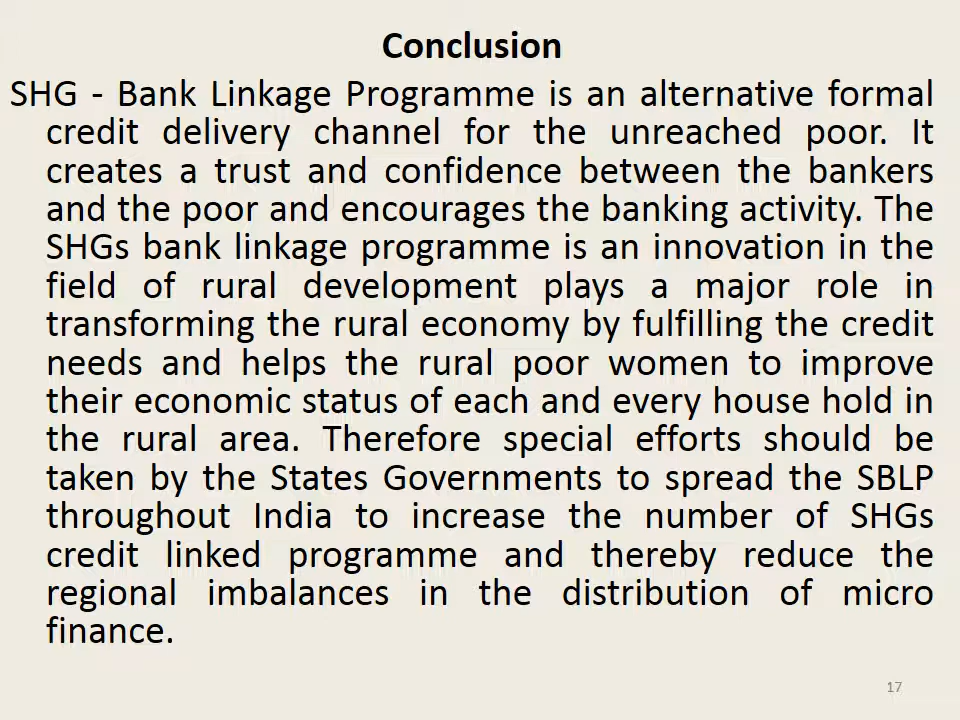 Conclusion
SHG - Bank Linkage Programme is an alternative formal
credit delivery channel for the unreached poor. It
creates a trust and confidence between the bankers
and the poor and encourages the banking activity. The
SHGs bank linkage programme is an innovation in the
field of rural development plays a major role in
transforming the rural economy by fulfilling the credit
needs and helps the rural poor women to improve
their economic status of each and every house hold in
the rural area. Therefore special efforts should be
taken by the States Governments to spread the SBLP
throughout India to increase the number of SHGs
credit linked programme and thereby reduce the
regional imbalances in the distribution of micro
finance.
17